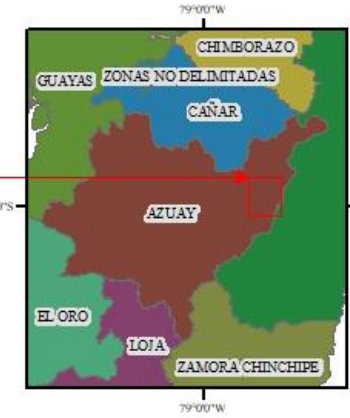 79°0'0"W
CHIMBORAZO
GUAYAS
ZONAS NO DELIMITADAS
CAÑAR
AZUAY
EL ORO
LOJA
ZAMORA CHINCHIPE
79°0'0"W